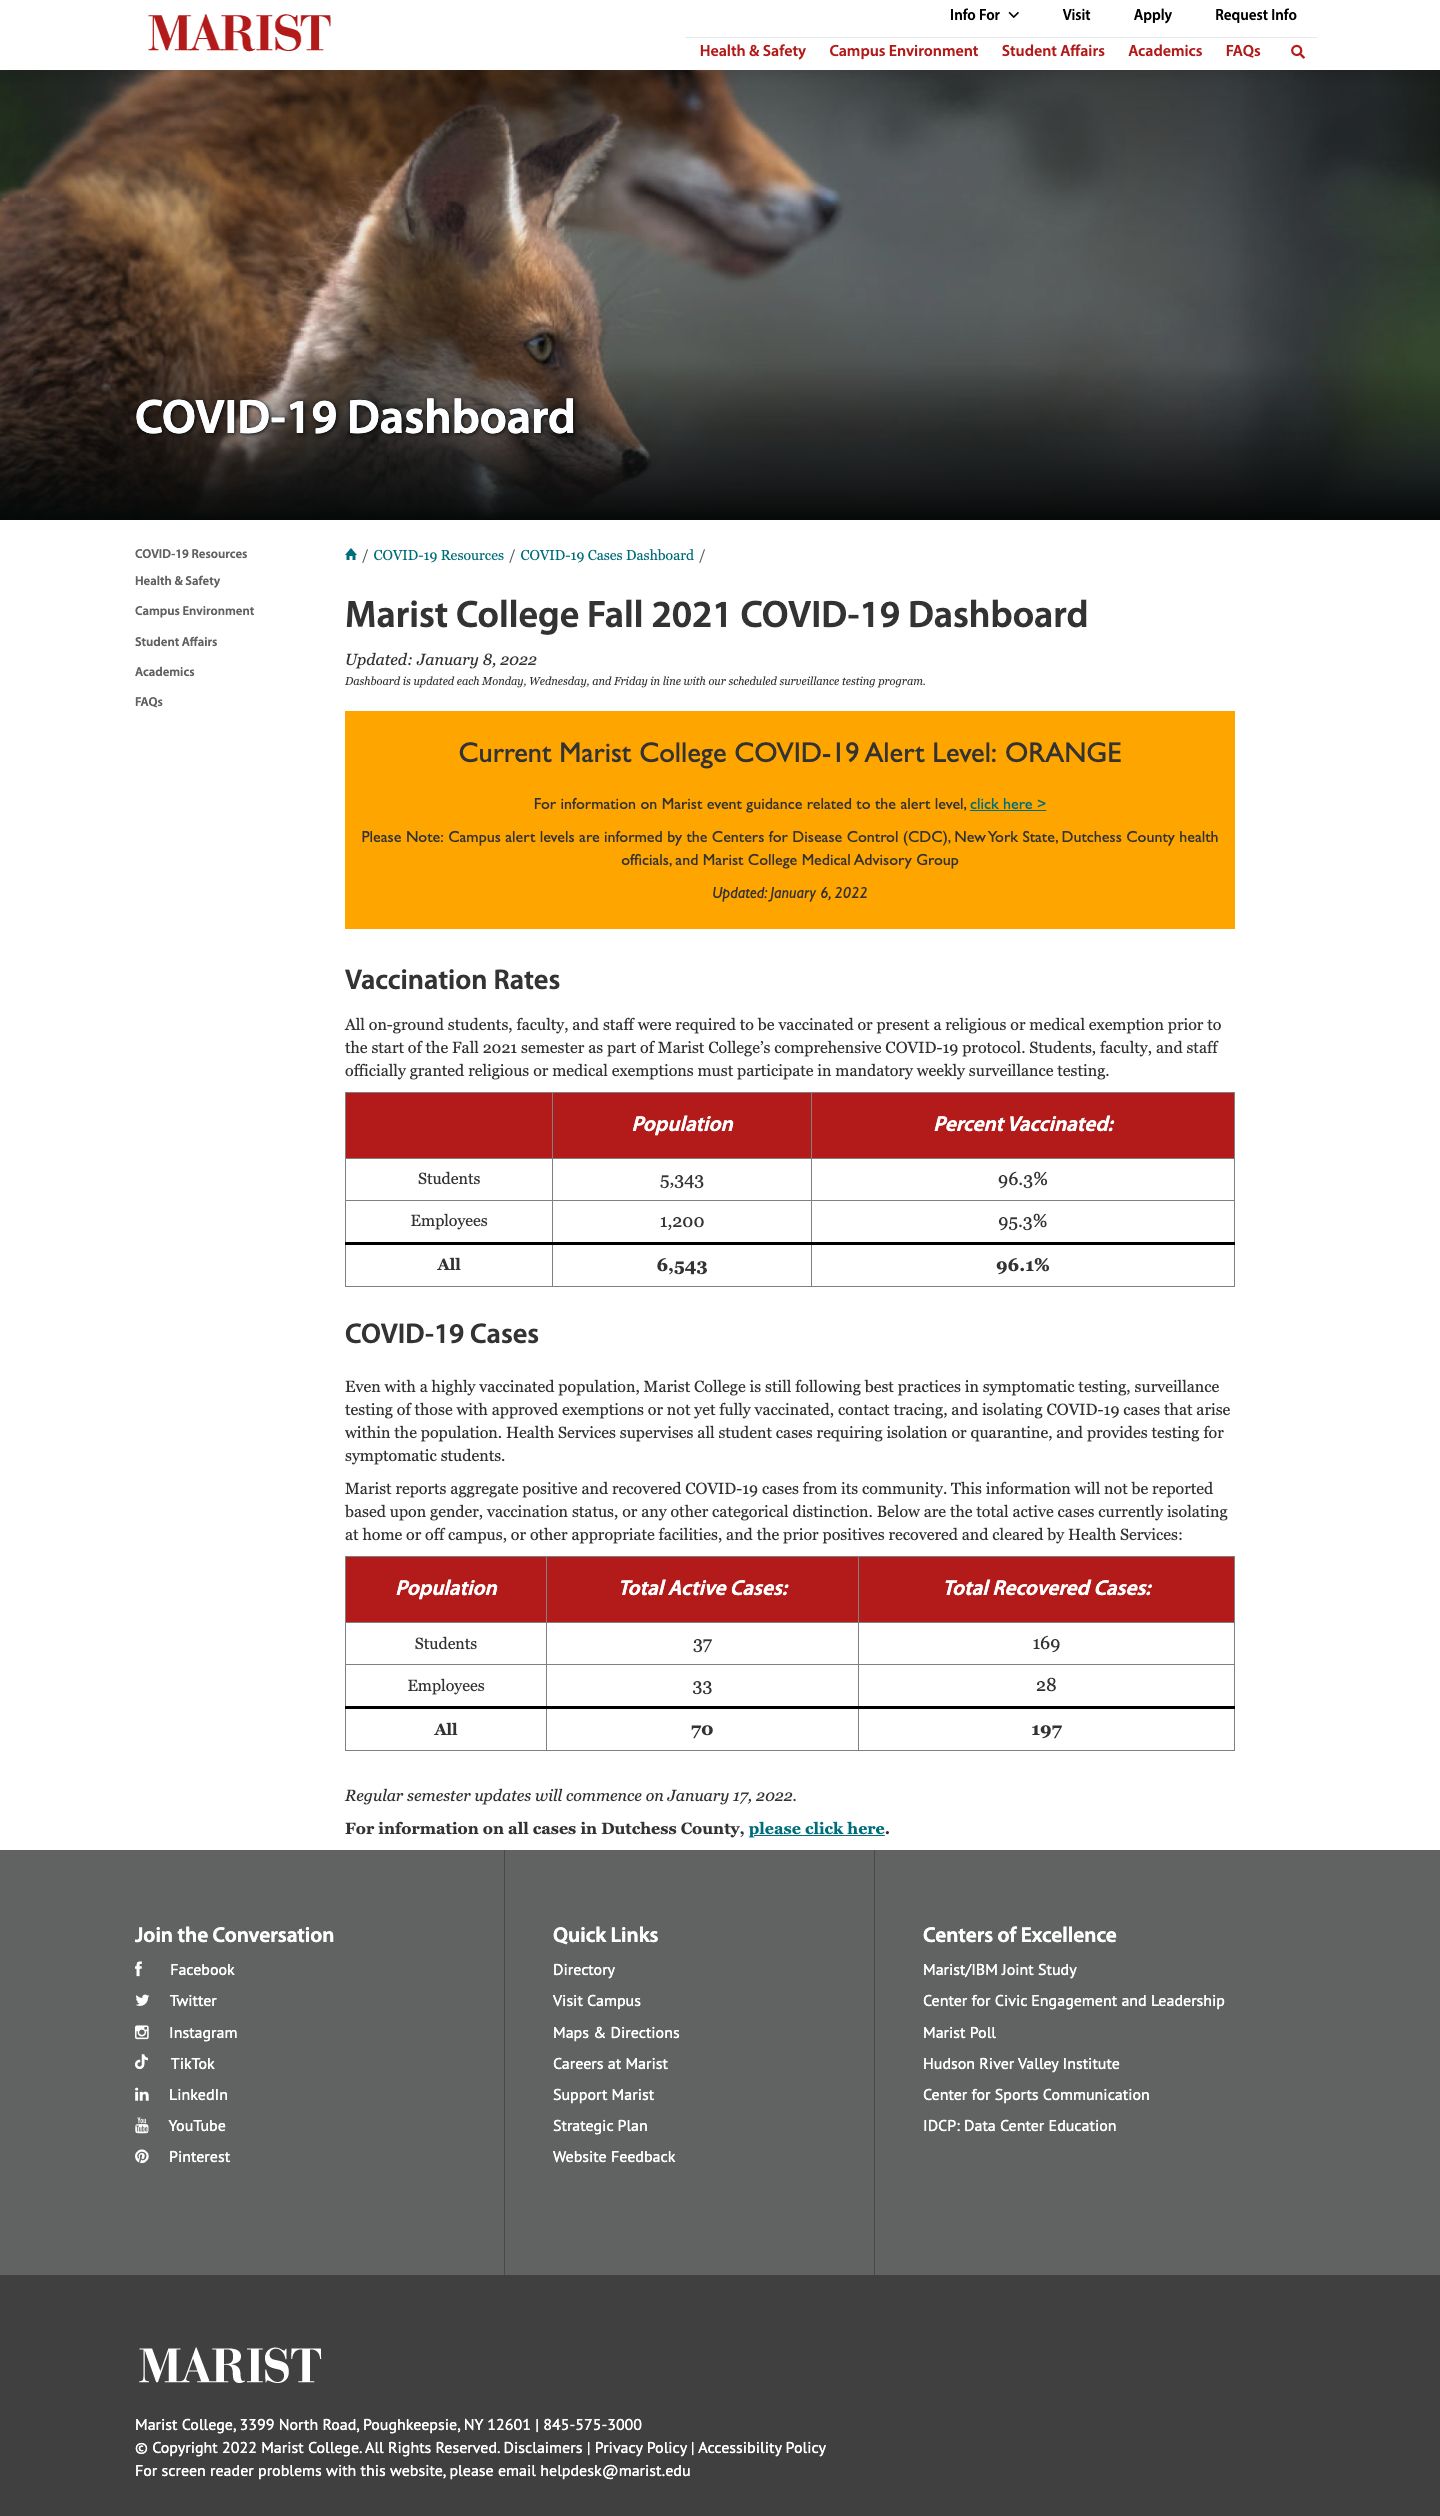 MARIST
Info For
Visit
Apply
Request Info
Health & Safety
Campus Environment
Student Affairs
Academics
FAQs
COVID-19 Dashboard
COVID-19 Resources
Health & Safety
Campus Environment
Student Affairs
Academics
FAQs
/ COVID-19 Resources / COVID-19 Cases Dashboard /
Marist College Fall 2021 COVID-19 Dashboard
Updated: January 8, 2022
Dashboard is updated each Monday, Wednesday, and Friday in line with our scheduled surveillance testing program.
Current Marist College COVID-19 Alert Level: ORANGE
For information on Marist event guidance related to the alert level, click here >
Please Note: Campus alert levels are informed by the Centers for Disease Control (CDC), New York State, Dutchess County health
officials, and Marist College Medical Advisory Group
Updated: January 6, 2022
Vaccination Rates
All on-ground students, faculty, and staff were required to be vaccinated or present a religious or medical exemption prior to
the start of the Fall 2021 semester as part of Marist College’s comprehensive COVID-19 protocol. Students, faculty, and staff
officially granted religious or medical exemptions must participate in mandatory weekly surveillance testing.
Population Percent Vaccinated:
Students 5,343 96.3%
Employees 1,200 95.3%
All 6,543 96.1%
COVID-19 Cases
Even with a highly vaccinated population, Marist College is still following best practices in symptomatic testing, surveillance
testing of those with approved exemptions or not yet fully vaccinated, contact tracing, and isolating COVID-19 cases that arise
within the population. Health Services supervises all student cases requiring isolation or quarantine, and provides testing for
symptomatic students.
Marist reports aggregate positive and recovered COVID-19 cases from its community. This information will not be reported
based upon gender, vaccination status, or any other categorical distinction. Below are the total active cases currently isolating
at home or off campus, or other appropriate facilities, and the prior positives recovered and cleared by Health Services:
Population Total Active Cases: Total Recovered Cases:
Students 37 169
Employees 33 28
All 70 197
Regular semester updates will commence on January 17, 2022.
For information on all cases in Dutchess County, please click here.
Join the Conversation
Facebook
Twitter
Instagram
TikTok
LinkedIn
YouTube
Pinterest
Quick Links
Directory
Visit Campus
Maps & Directions
Careers at Marist
Support Marist
Strategic Plan
Website Feedback
Centers of Excellence
Marist/IBM Joint Study
Center for Civic Engagement and Leadership
Marist Poll
Hudson River Valley Institute
Center for Sports Communication
IDCP: Data Center Education
MARIST
Marist College, 3399 North Road, Poughkeepsie, NY 12601 | 845-575-3000
© Copyright 2022 Marist College. All Rights Reserved. Disclaimers | Privacy Policy | Accessibility Policy
For screen reader problems with this website, please email helpdesk@marist.edu